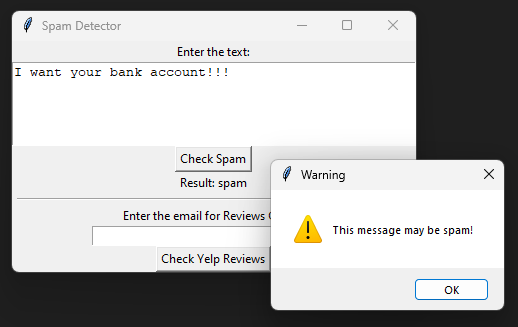 Spam Detector
Enter the text:
I want your bank account!!!
Check Spam
Result: spam
Enter the email for Reviews
Check Yelp Reviews
Warning
This message may be spam!
OK